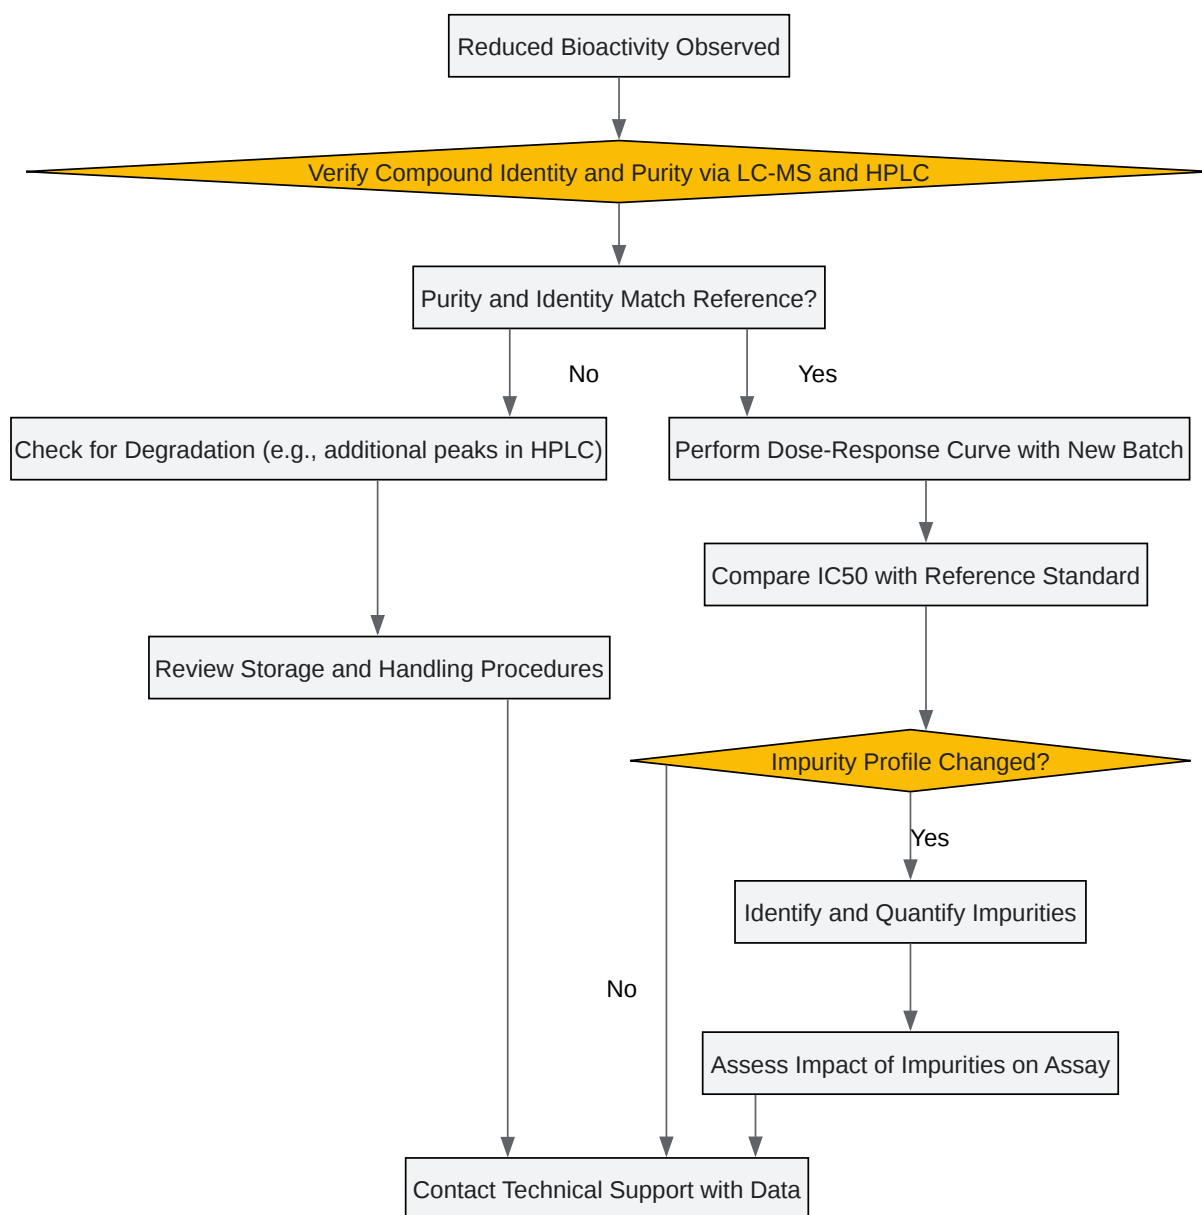 Reduced Bioactivity Observed
Verify Compound Identity and Purity via LC-MS and HPLC
Purity and Identity Match Reference?
No
Yes
Check for Degradation (e.g., additional peaks in HPLC)
Perform Dose-Response Curve with New Batch
Compare IC50 with Reference Standard
Review Storage and Handling Procedures
Impurity Profile Changed?
Yes
Identify and Quantify Impurities
No
Assess Impact of Impurities on Assay
Contact Technical Support with Data